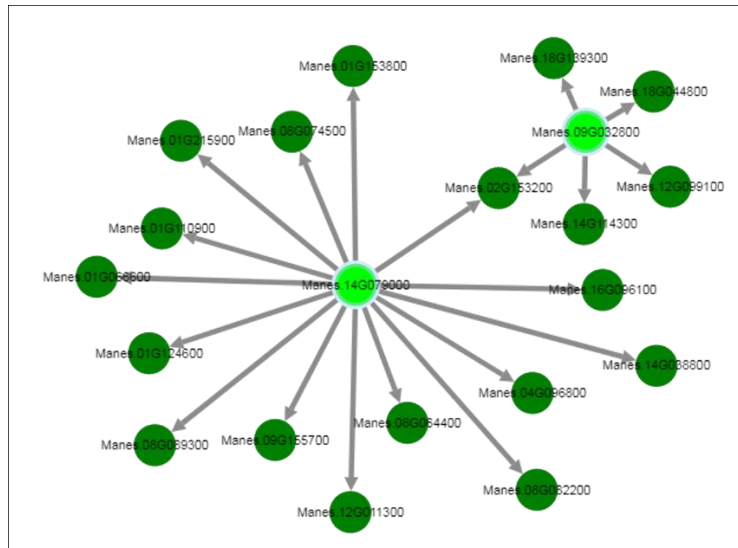 Manes.01G153800
Manes.18G139300
Manes.18G044800
Manes.08G074500
Manes.09G032800
Manes.01G215900
Manes.02G153200
Manes.12G099100
Manes.14G114300
Manes.01G110900
Manes.01G066600
Manes.14G079000
Manes.16G096100
Manes.01G124600
Manes.14G038800
Manes.04G096800
Manes.08G064400
Manes.08G089300
Manes.09G155700
Manes.08G082200
Manes.12G011300